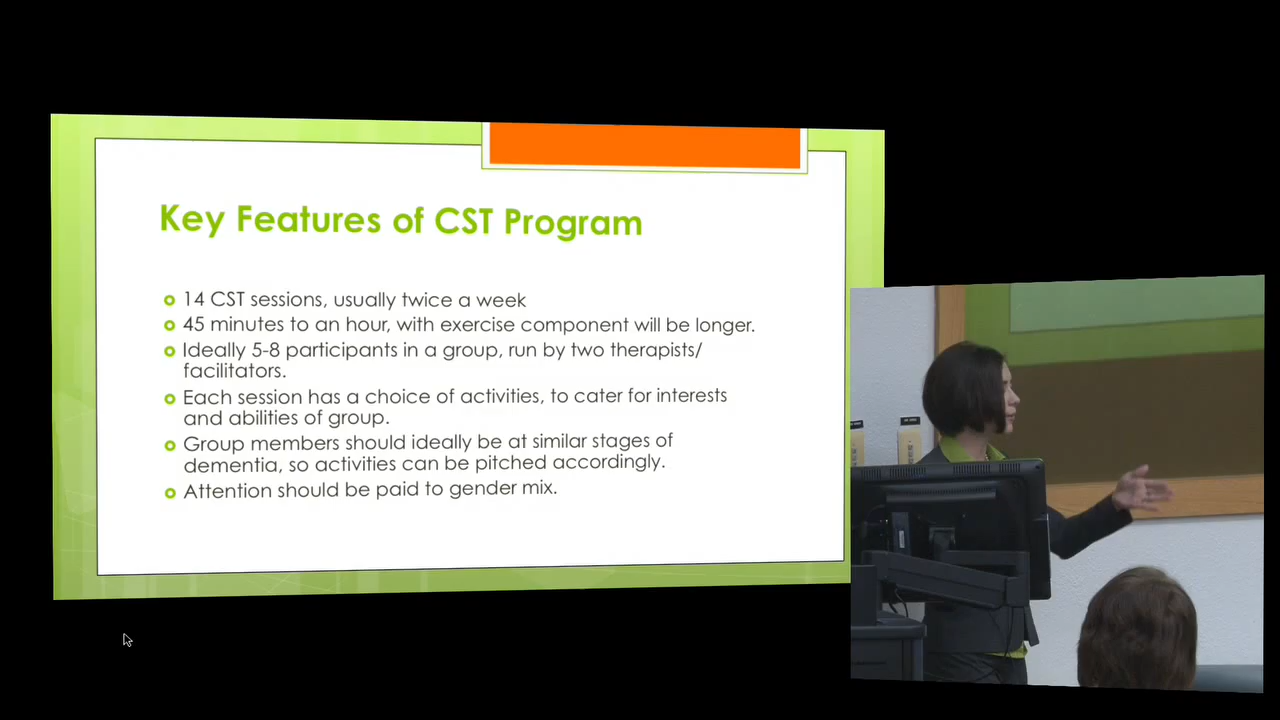 Key Features of CST Program
14 CST sessions, usually twice a week
45 minutes to an hour, with exercise component will be longer.
Ideally 5-8 participants in a group, run by two therapists/
facilitators.
Each session has a choice of activities, to cater for interests
and abilities of group.
Group members should ideally be at similar stages of
dementia, so activities can be pitched accordingly.
Attention should be paid to gender mix.